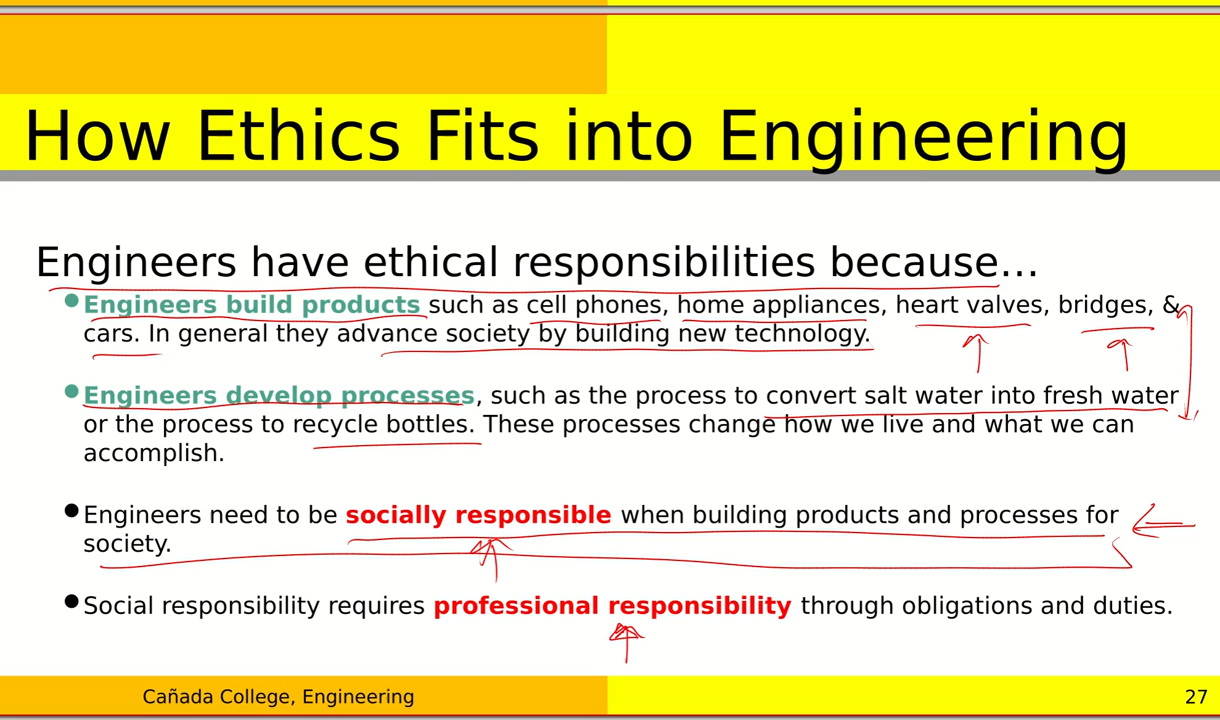 How Ethics Fits into Engineering
Engineers have ethical responsibilities because...
•Engineers build products such as cell phones, home appliances, heart valves, bridges, &
cars. In general they advance society by building new technology.
•Engineers develop processes, such as the process to convert salt water into fresh water
or the process to recycle bottles. These processes change how we live and what we can
accomplish.
•Engineers need to be socially responsible when building products and processes for
society.
•Social responsibility requires professional responsibility through obligations and duties.
Cañada College, Engineering
27